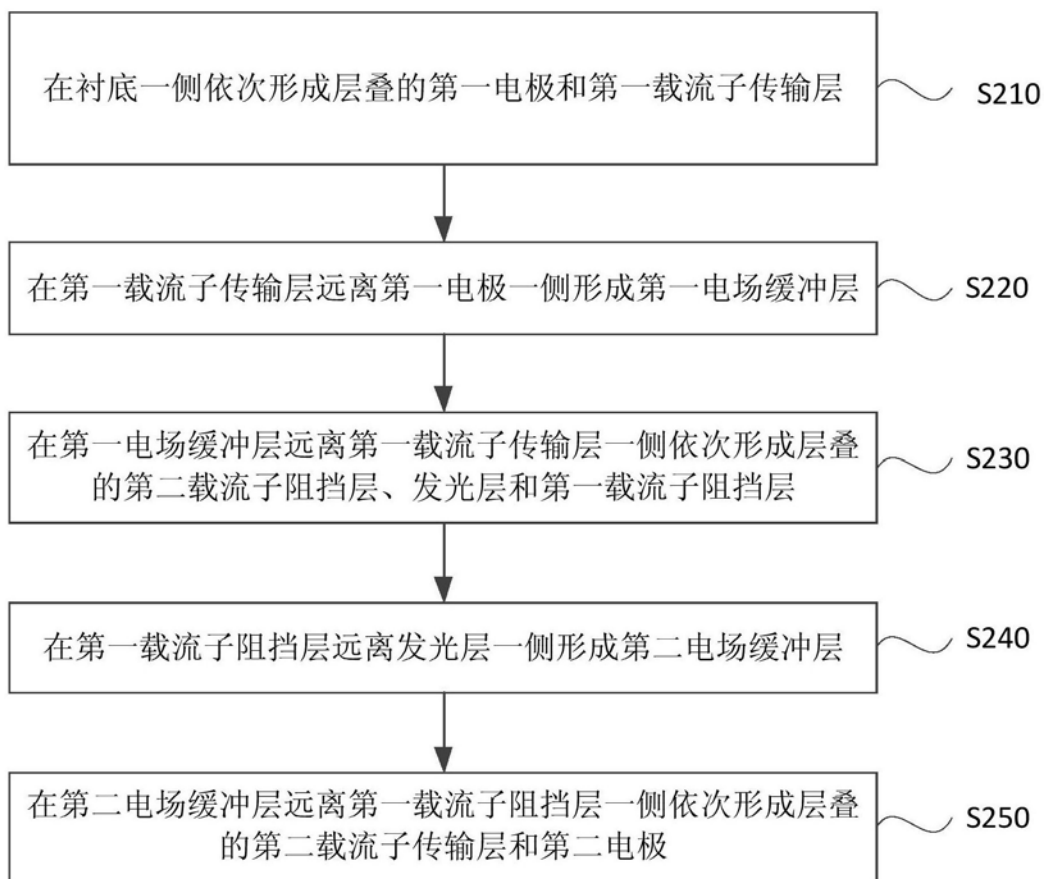 在衬底一侧依次形成层叠的第一电极和第一载流子传输层
S210
在第一载流子传输层远离第一电极一侧形成第一电场缓冲层
S220
在第一电场缓冲层远离第一载流子传输层一侧依次形成层叠
的第二载流子阻挡层、发光层和第一载流子阻挡层
S230
在第一载流子阻挡层远离发光层一侧形成第二电场缓冲层
S240
在第二电场缓冲层远离第一载流子阻挡层一侧依次形成层叠
的第二载流子传输层和第二电极
S250